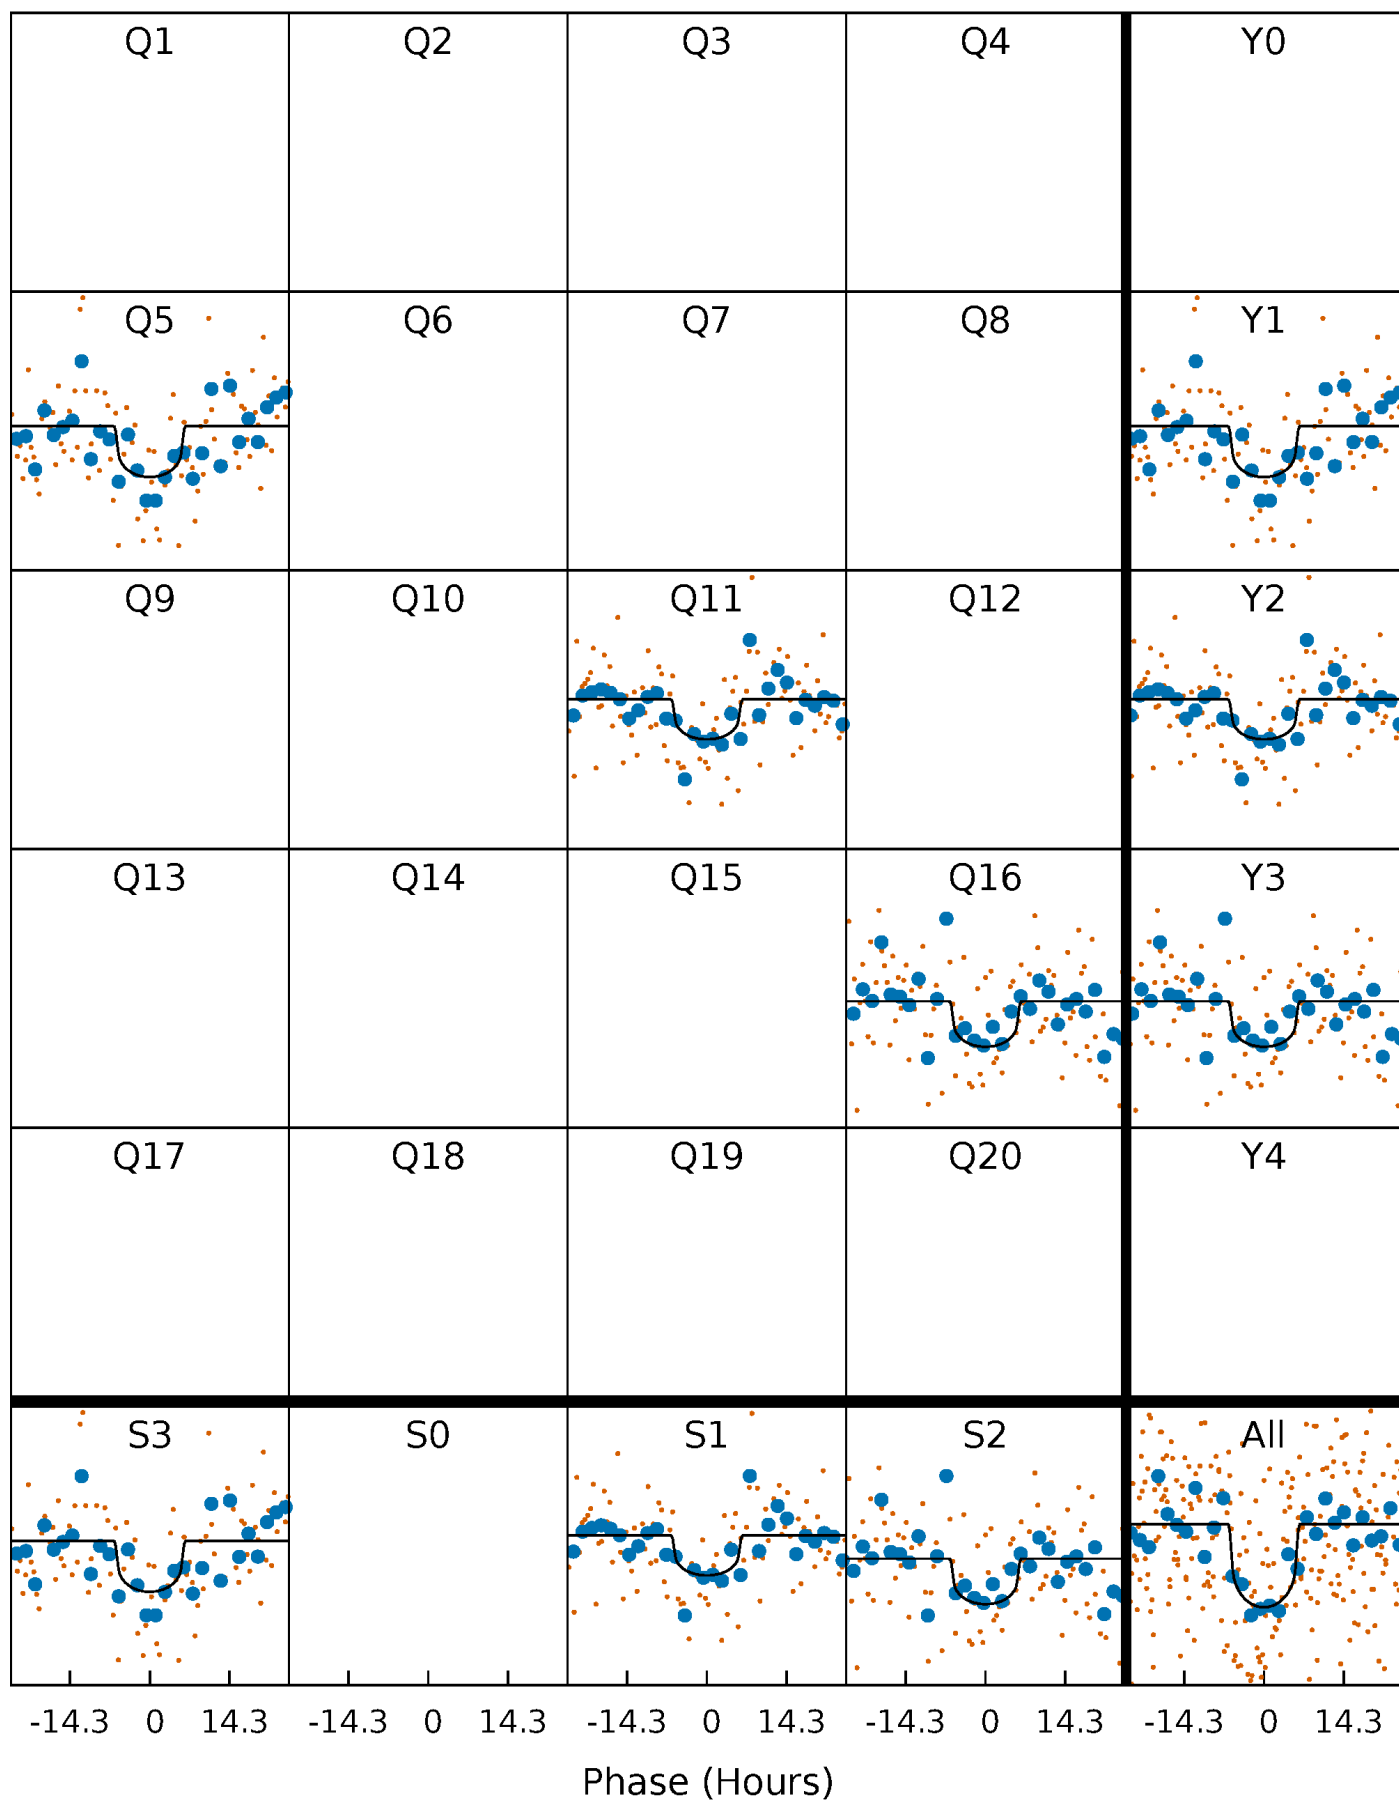 Q1 Q2 Q3 Q4 Y0
Q5 Q6 Q7 Q8 Y1
Q9 Q10 Q11 Q12 Y2
Q13 Q14 Q15 Q16 Y3
Q17 Q18 Q19 Q20 Y4
S3 S0 S1 S2 All
-14.3 0 14.3 -14.3 0 14.3 -14.3 0 14.3 -14.3 0 14.3 -14.3 0 14.3
Phase (Hours)